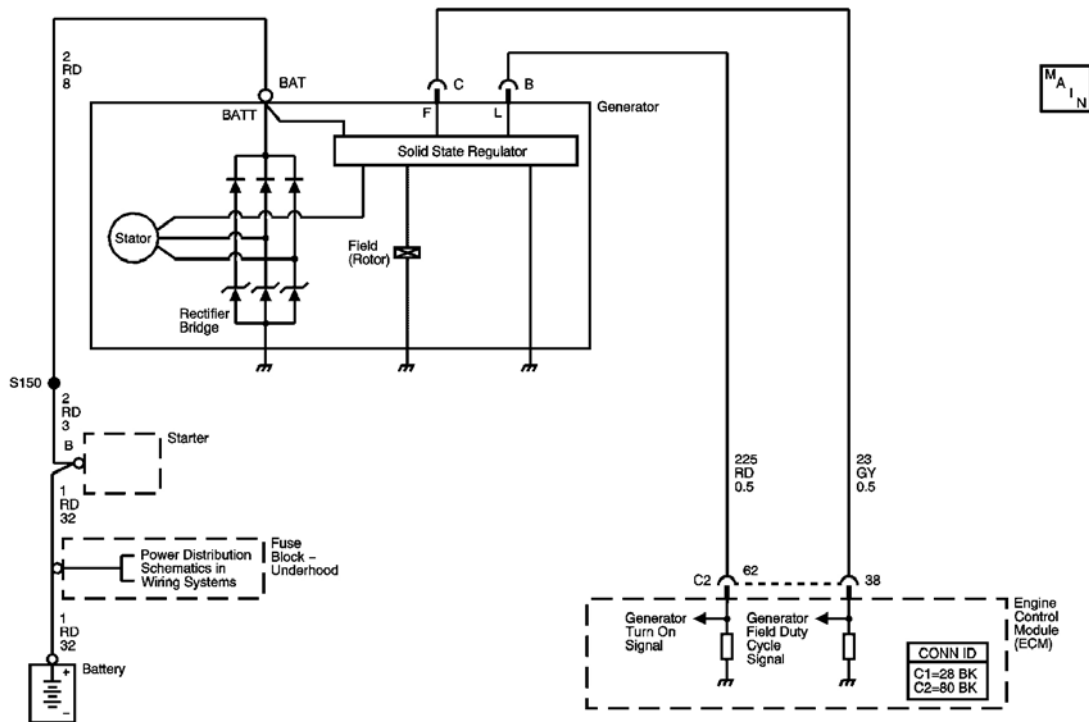 2
RD
8
BAT
C
B
BATT
F
L
Generator
M
A
I
N
Solid State Regulator
Stator
Field
(Rotor)
Rectifier
Bridge
S150
2
RD
3
B
Starter
1
RD
32
Power Distribution
Schematics in
Wiring Systems
Fuse
Block –
Underhood
1
RD
32
+
Battery
–
225
RD
0.5
23
GY
0.5
C2
62
38
Generator
Turn On
Signal
Generator
Field Duty
Cycle
Signal
Engine
Control
Module
(ECM)
CONN ID
C1=28 BK
C2=80 BK